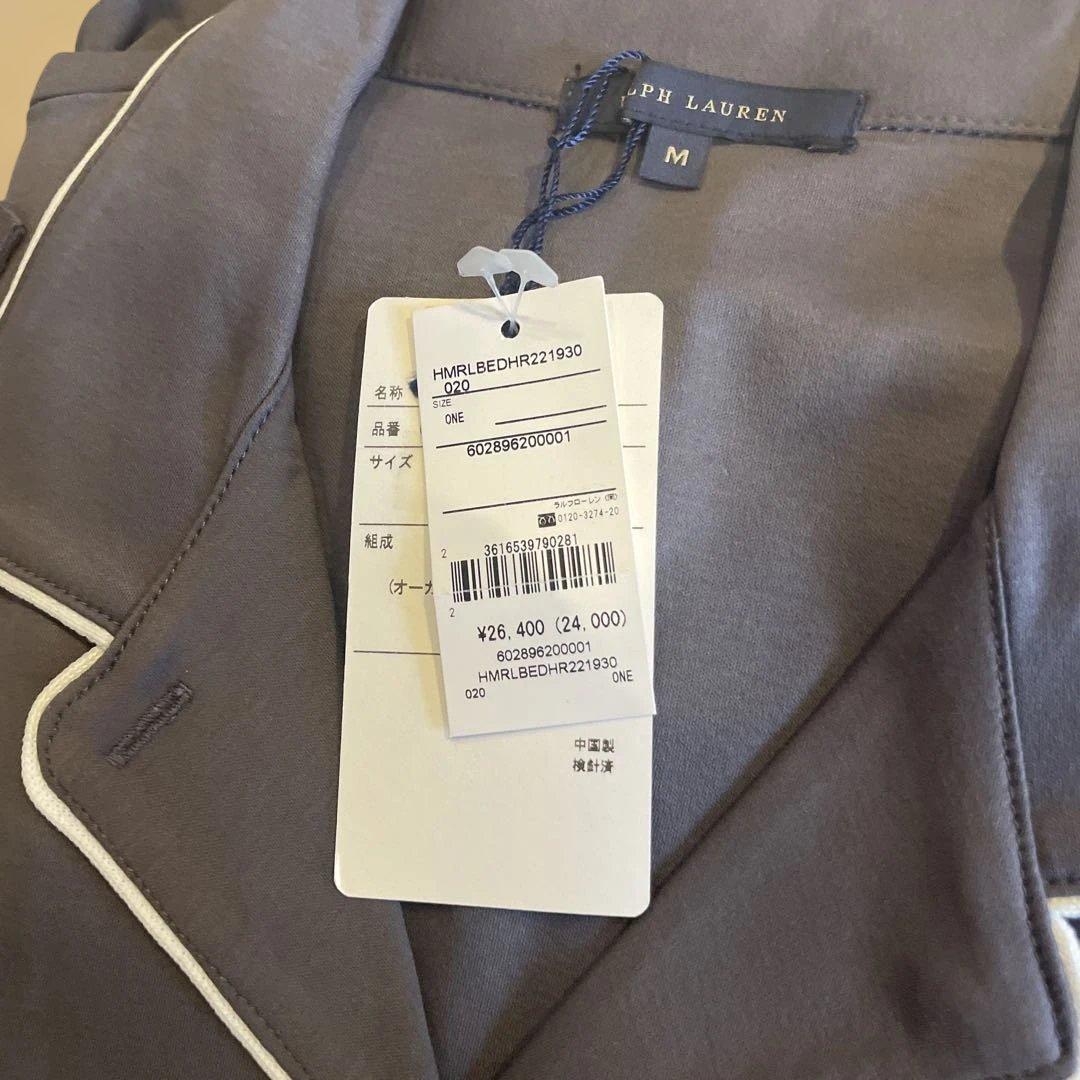 LPH LAUREN
M
名称
品番
サイズ
組成
(オーガ
中国製
検針済
HMRLBEDHR221930
020
SIZE
ONE
602896200001
ラルフローレン(株)
0120-3274-20
2 3616539790281
2
¥26,400 (24,000)
602896200001
HMRLBEDHR221930
020 ONE